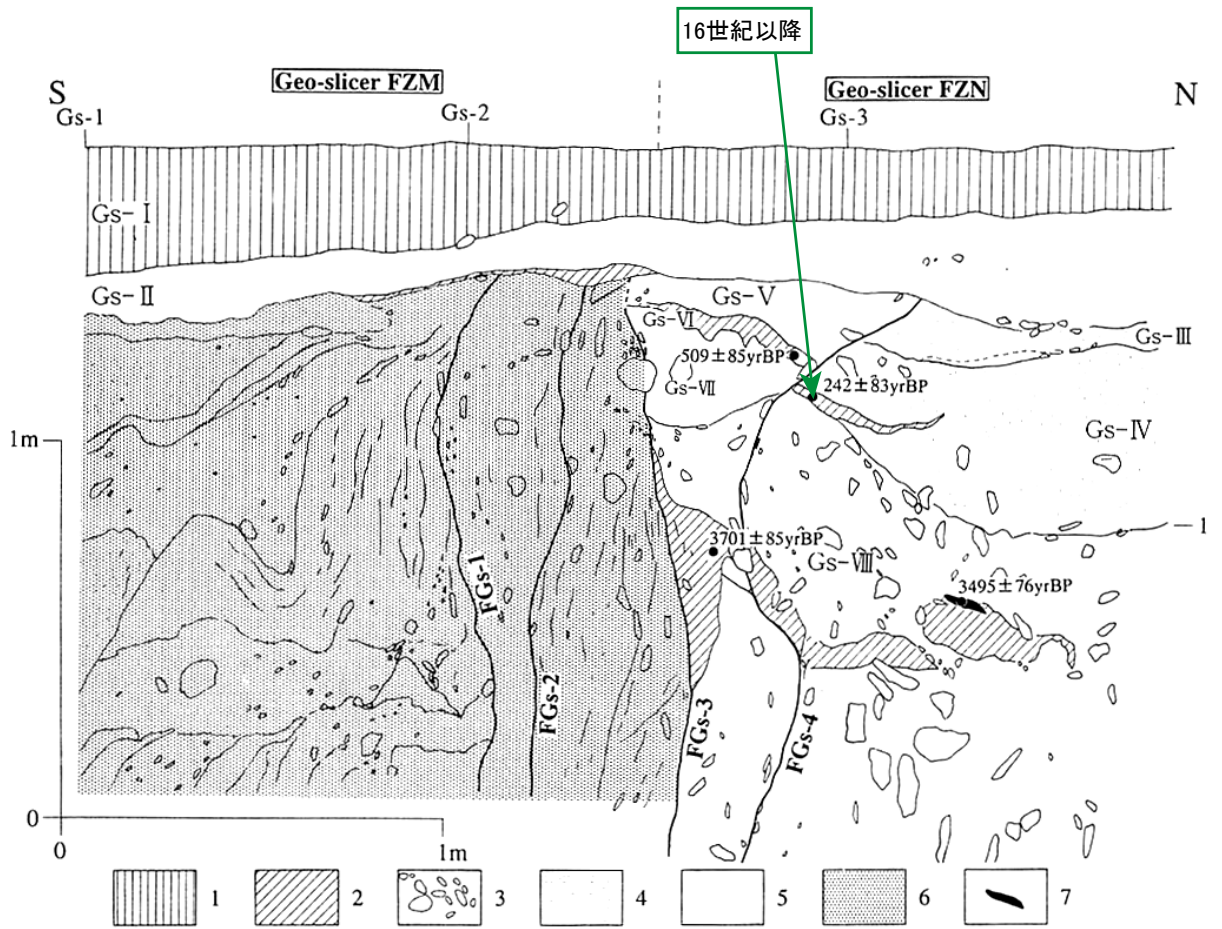 16世紀以降
Geo-slicer FZM
Geo-slicer FZN
S
N
Gs-1
Gs-2
Gs-3
Gs-Ⅰ
Gs-Ⅱ
Gs-Ⅴ
Gs-Ⅵ
Gs-Ⅲ
509±85yrBP
Gs-Ⅶ
242±83yrBP
1m
Gs-Ⅳ
1
3701±85yrBP
Gs-Ⅷ
3495±76yrBP
FGs-1
FGs-2
FGs-3
FGs-4
0
0
1m
1 2 3 4 5 6 7